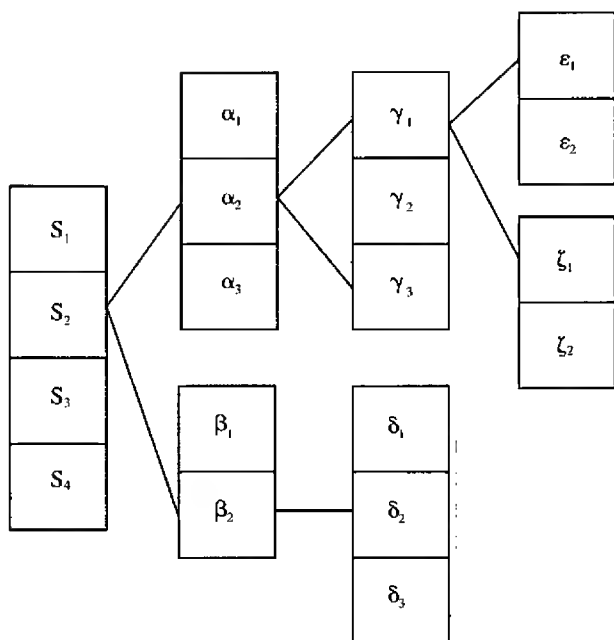 S₁
S₂
S₃
S₄
α₁
α₂
α₃
β₁
β₂
γ₁
γ₂
γ₃
δ₁
δ₂
δ₃
ε₁
ε₂
ζ₁
ζ₂